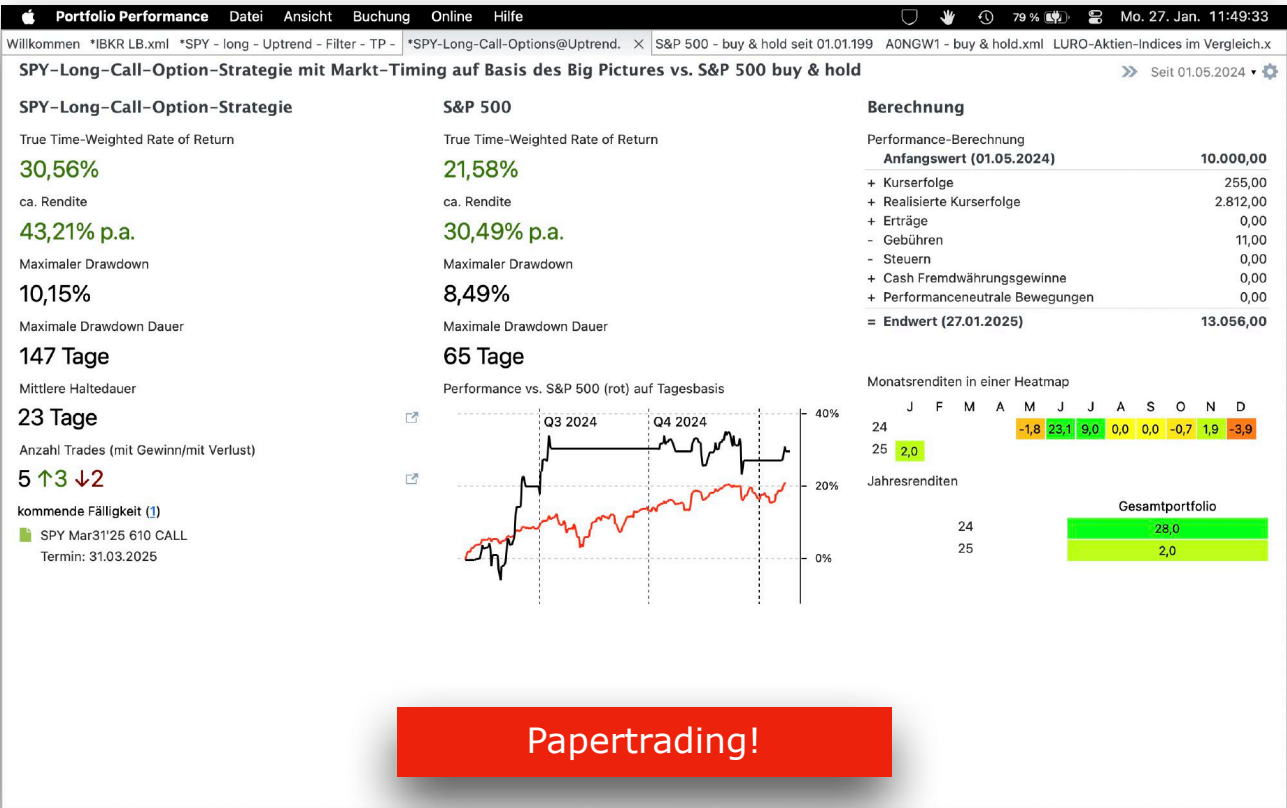 Portfolio Performance Datei Ansicht Buchung Online Hilfe 79 % Mo. 27. Jan. 11:49:33
Willkommen *IBKR LB.xml *SPY - long - Uptrend - Filter - TP - *SPY-Long-Call-Options@Uptrend. × S&P 500 - buy & hold seit 01.01.199 A0NGW1 - buy & hold.xml LURO-Aktien-Indices im Vergleich.x
SPY-Long-Call-Option-Strategie mit Markt-Timing auf Basis des Big Pictures vs. S&P 500 buy & hold
Seit 01.05.2024
SPY-Long-Call-Option-Strategie
True Time-Weighted Rate of Return
30,56%
ca. Rendite
43,21% p.a.
Maximaler Drawdown
10,15%
Maximale Drawdown Dauer
147 Tage
Mittlere Haltedauer
23 Tage
Anzahl Trades (mit Gewinn/mit Verlust)
5 ↑3 ↓2
kommende Fälligkeit (1)
SPY Mar31'25 610 CALL
Termin: 31.03.2025
S&P 500
True Time-Weighted Rate of Return
21,58%
ca. Rendite
30,49% p.a.
Maximaler Drawdown
8,49%
Maximale Drawdown Dauer
65 Tage
Performance vs. S&P 500 (rot) auf Tagesbasis
Q3 2024 Q4 2024
40%
20%
0%
Berechnung
Performance-Berechnung
Anfangswert (01.05.2024) 10.000,00
+ Kurserfolge 255,00
+ Realisierte Kurserfolge 2.812,00
+ Erträge 0,00
- Gebühren 11,00
- Steuern 0,00
+ Cash Fremdwährungsgewinne 0,00
+ Performanceneutrale Bewegungen 0,00
= Endwert (27.01.2025) 13.056,00
Monatsrenditen in einer Heatmap
J F M A M J J A S O N D
24 -1,8 23,1 9,0 0,0 0,0 -0,7 1,9 -3,9
25 2,0
Jahresrenditen
Gesamtportfolio
24 28,0
25 2,0
Papertrading!